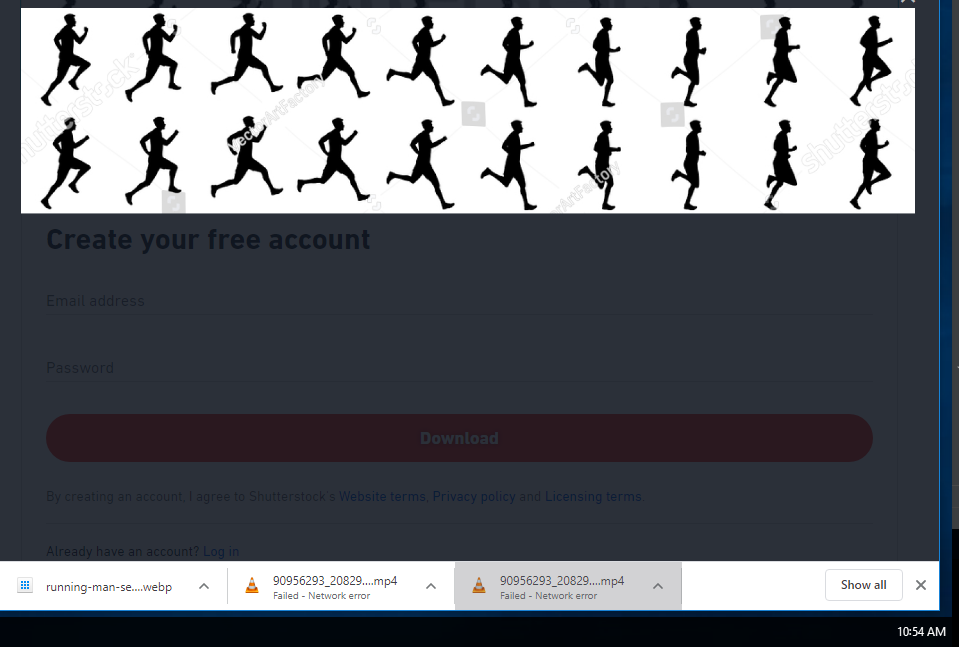 shutterstock
VectorArtFactory
shutterstock
VectorArtFactory
Create your free account
Email address
Password
Download
By creating an account, I agree to Shutterstock's Website terms, Privacy policy and Licensing terms.
Already have an account? Log in
running-man-se....webp
90956293_20829....mp4
Failed - Network error
90956293_20829....mp4
Failed - Network error
Show all
10:54 AM